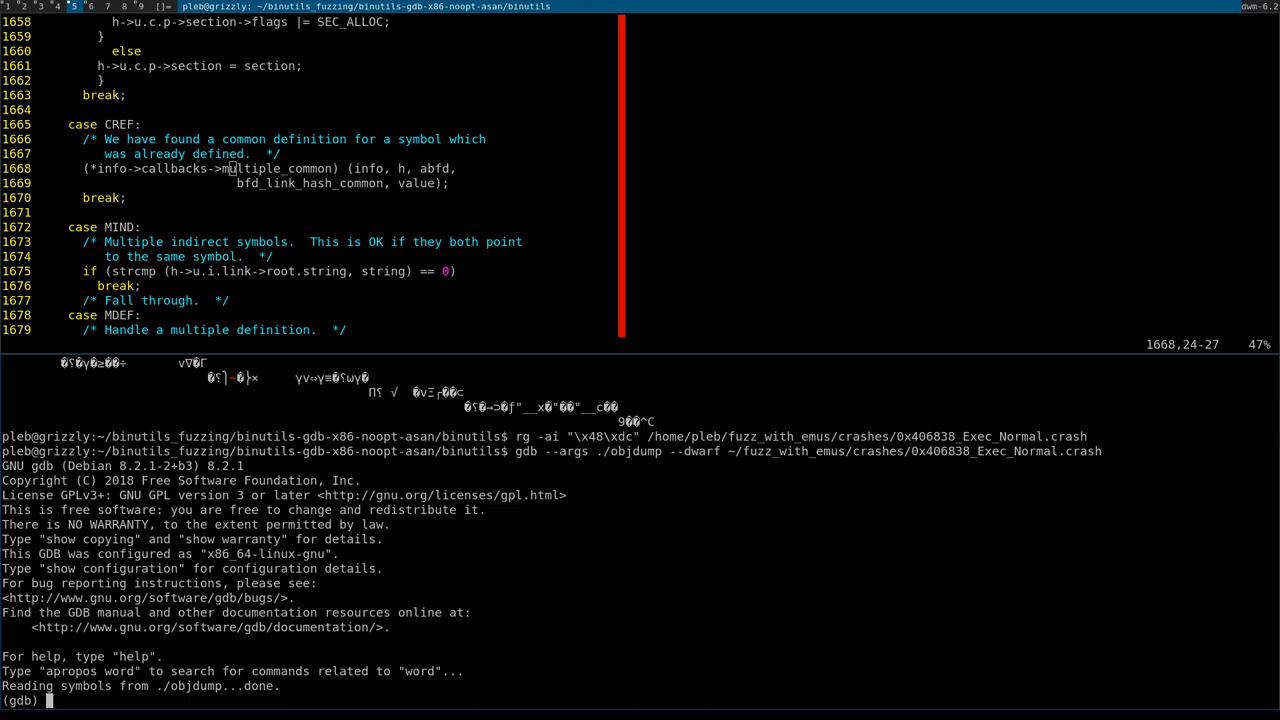 1 2 3 4 5 6 7 8 9 []= pleb@grizzly: ~/binutils_fuzzing/binutils-gdb-x86-noopt-asan/binutils dwm-6.2
1658 h->u.c.p->section->flags |= SEC_ALLOC;
1659 }
1660 else
1661 h->u.c.p->section = section;
1662 }
1663 break;
1664
1665 case CREF:
1666 /* We have found a common definition for a symbol which
1667 was already defined. */
1668 (*info->callbacks->multiple_common) (info, h, abfd,
1669 bfd_link_hash_common, value);
1670 break;
1671
1672 case MIND:
1673 /* Multiple indirect symbols. This is OK if they both point
1674 to the same symbol. */
1675 if (strcmp (h->u.i.link->root.string, string) == 0)
1676 break;
1677 /* Fall through. */
1678 case MDEF:
1679 /* Handle a multiple definition. */
1668,24-27 47%
9��^C
pleb@grizzly:~/binutils_fuzzing/binutils-gdb-x86-noopt-asan/binutils$ rg -ai "\x48\xdc" /home/pleb/fuzz_with_emus/crashes/0x406838_Exec_Normal.crash
pleb@grizzly:~/binutils_fuzzing/binutils-gdb-x86-noopt-asan/binutils$ gdb --args ./objdump --dwarf ~/fuzz_with_emus/crashes/0x406838_Exec_Normal.crash
GNU gdb (Debian 8.2.1-2+b3) 8.2.1
Copyright (C) 2018 Free Software Foundation, Inc.
License GPLv3+: GNU GPL version 3 or later <http://gnu.org/licenses/gpl.html>
This is free software: you are free to change and redistribute it.
There is NO WARRANTY, to the extent permitted by law.
Type "show copying" and "show warranty" for details.
This GDB was configured as "x86_64-linux-gnu".
Type "show configuration" for configuration details.
For bug reporting instructions, please see:
<http://www.gnu.org/software/gdb/bugs/>.
Find the GDB manual and other documentation resources online at:
<http://www.gnu.org/software/gdb/documentation/>.
For help, type "help".
Type "apropos word" to search for commands related to "word"...
Reading symbols from ./objdump...done.
(gdb)